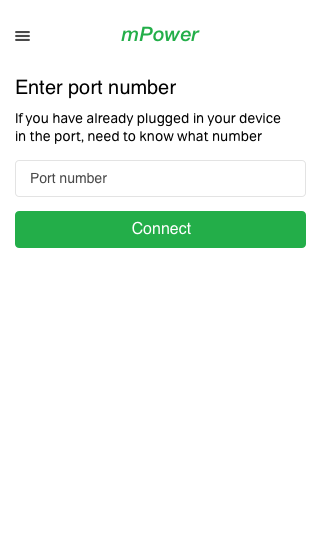 mPower
Enter port number
If you have already plugged in your device
in the port, need to know what number
Port number
Connect